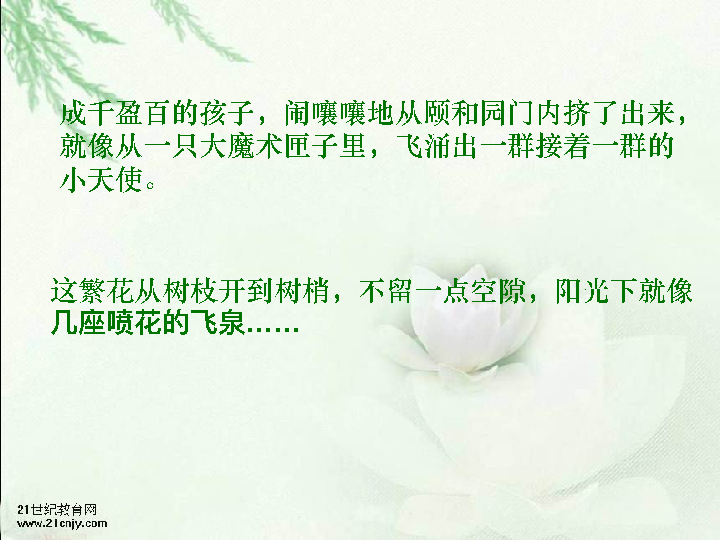 成千盈百的孩子，闹嚷嚷地从颐和园门内挤了出来，
就像从一只大魔术匣子里，飞涌出一群接着一群的
小天使。
这繁花从树枝开到树梢，不留一点空隙，阳光下就像
几座喷花的飞泉……
21世纪教育网
www.21cnjy.com